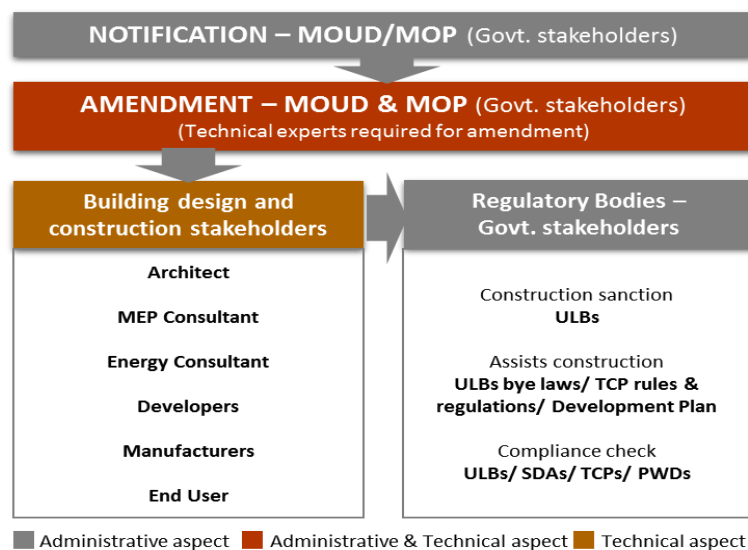 NOTIFICATION – MOUD/MOP (Govt. stakeholders)
AMENDMENT – MOUD & MOP (Govt. stakeholders)
(Technical experts required for amendment)
Building design and
construction stakeholders
Architect
MEP Consultant
Energy Consultant
Developers
Manufacturers
End User
Regulatory Bodies –
Govt. stakeholders
Construction sanction
ULBs
Assists construction
ULBs bye laws/ TCP rules &
regulations/ Development Plan
Compliance check
ULBs/ SDAs/ TCPs/ PWDs
Administrative aspect
Administrative & Technical aspect
Technical aspect